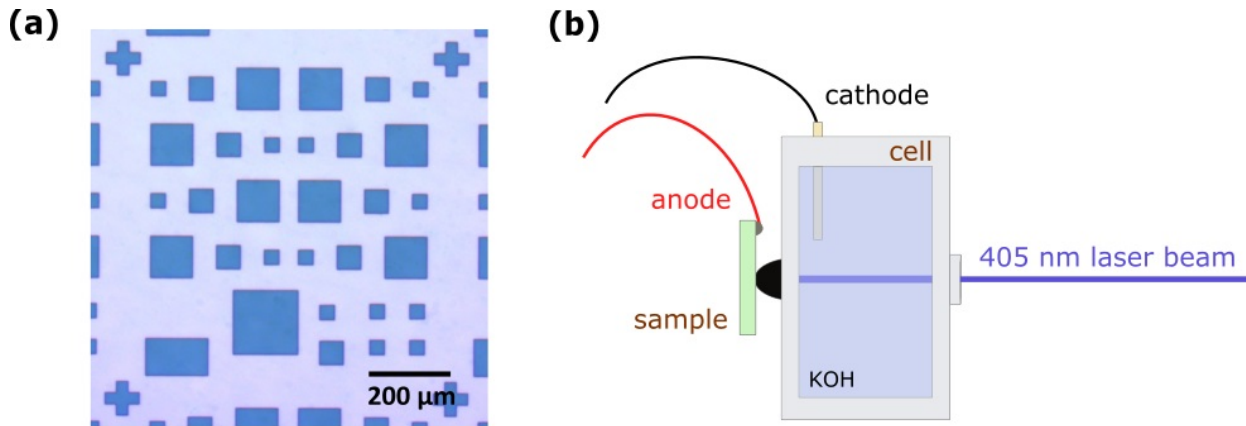 (a)
200 μm
(b)
cathode
cell
anode
405 nm laser beam
sample
KOH